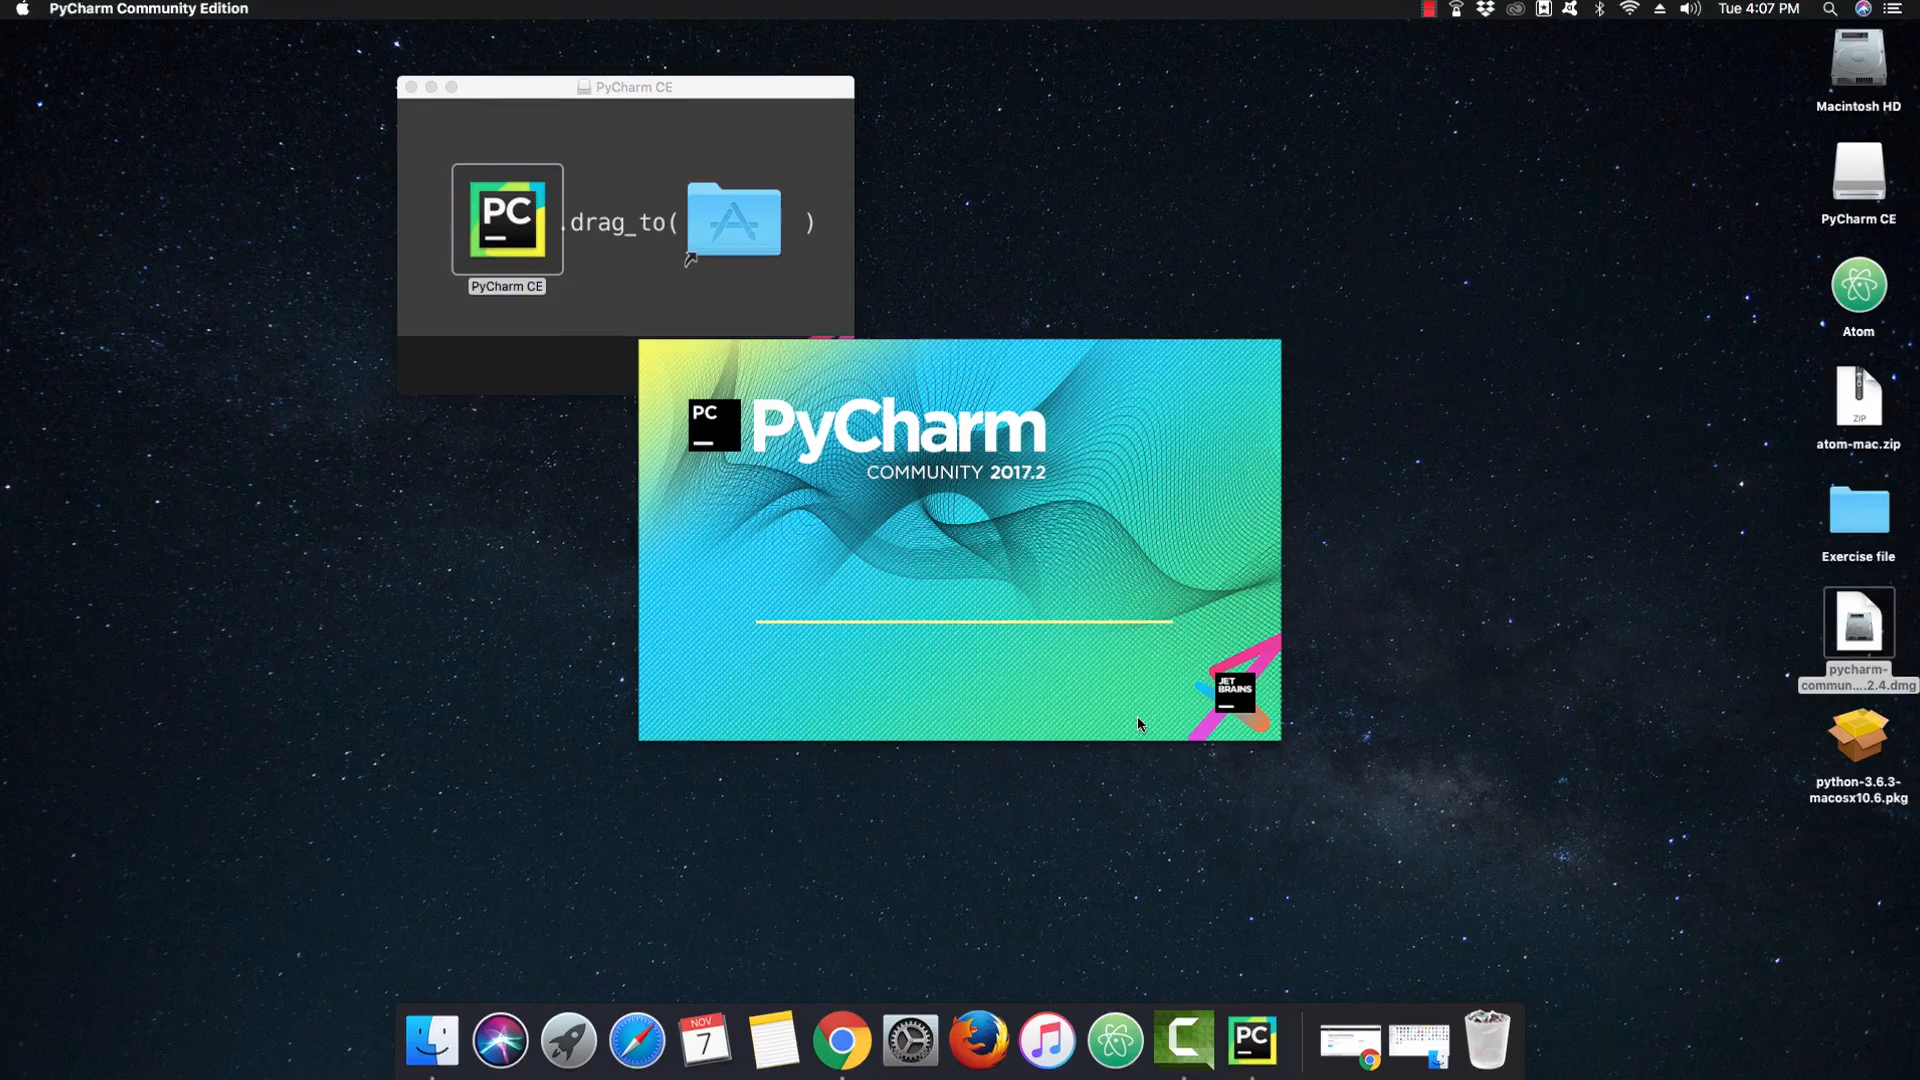 PyCharm Community Edition
Tue 4:07 PM
PyCharm CE
PC
.drag_to( )
PyCharm CE
PC PyCharm
COMMUNITY 2017.2
JET
BRAINS
Macintosh HD
PyCharm CE
Atom
ZIP
atom-mac.zip
Exercise file
pycharm-
commun....2.4.dmg
python-3.6.3-
macosx10.6.pkg
NOV
7
PC